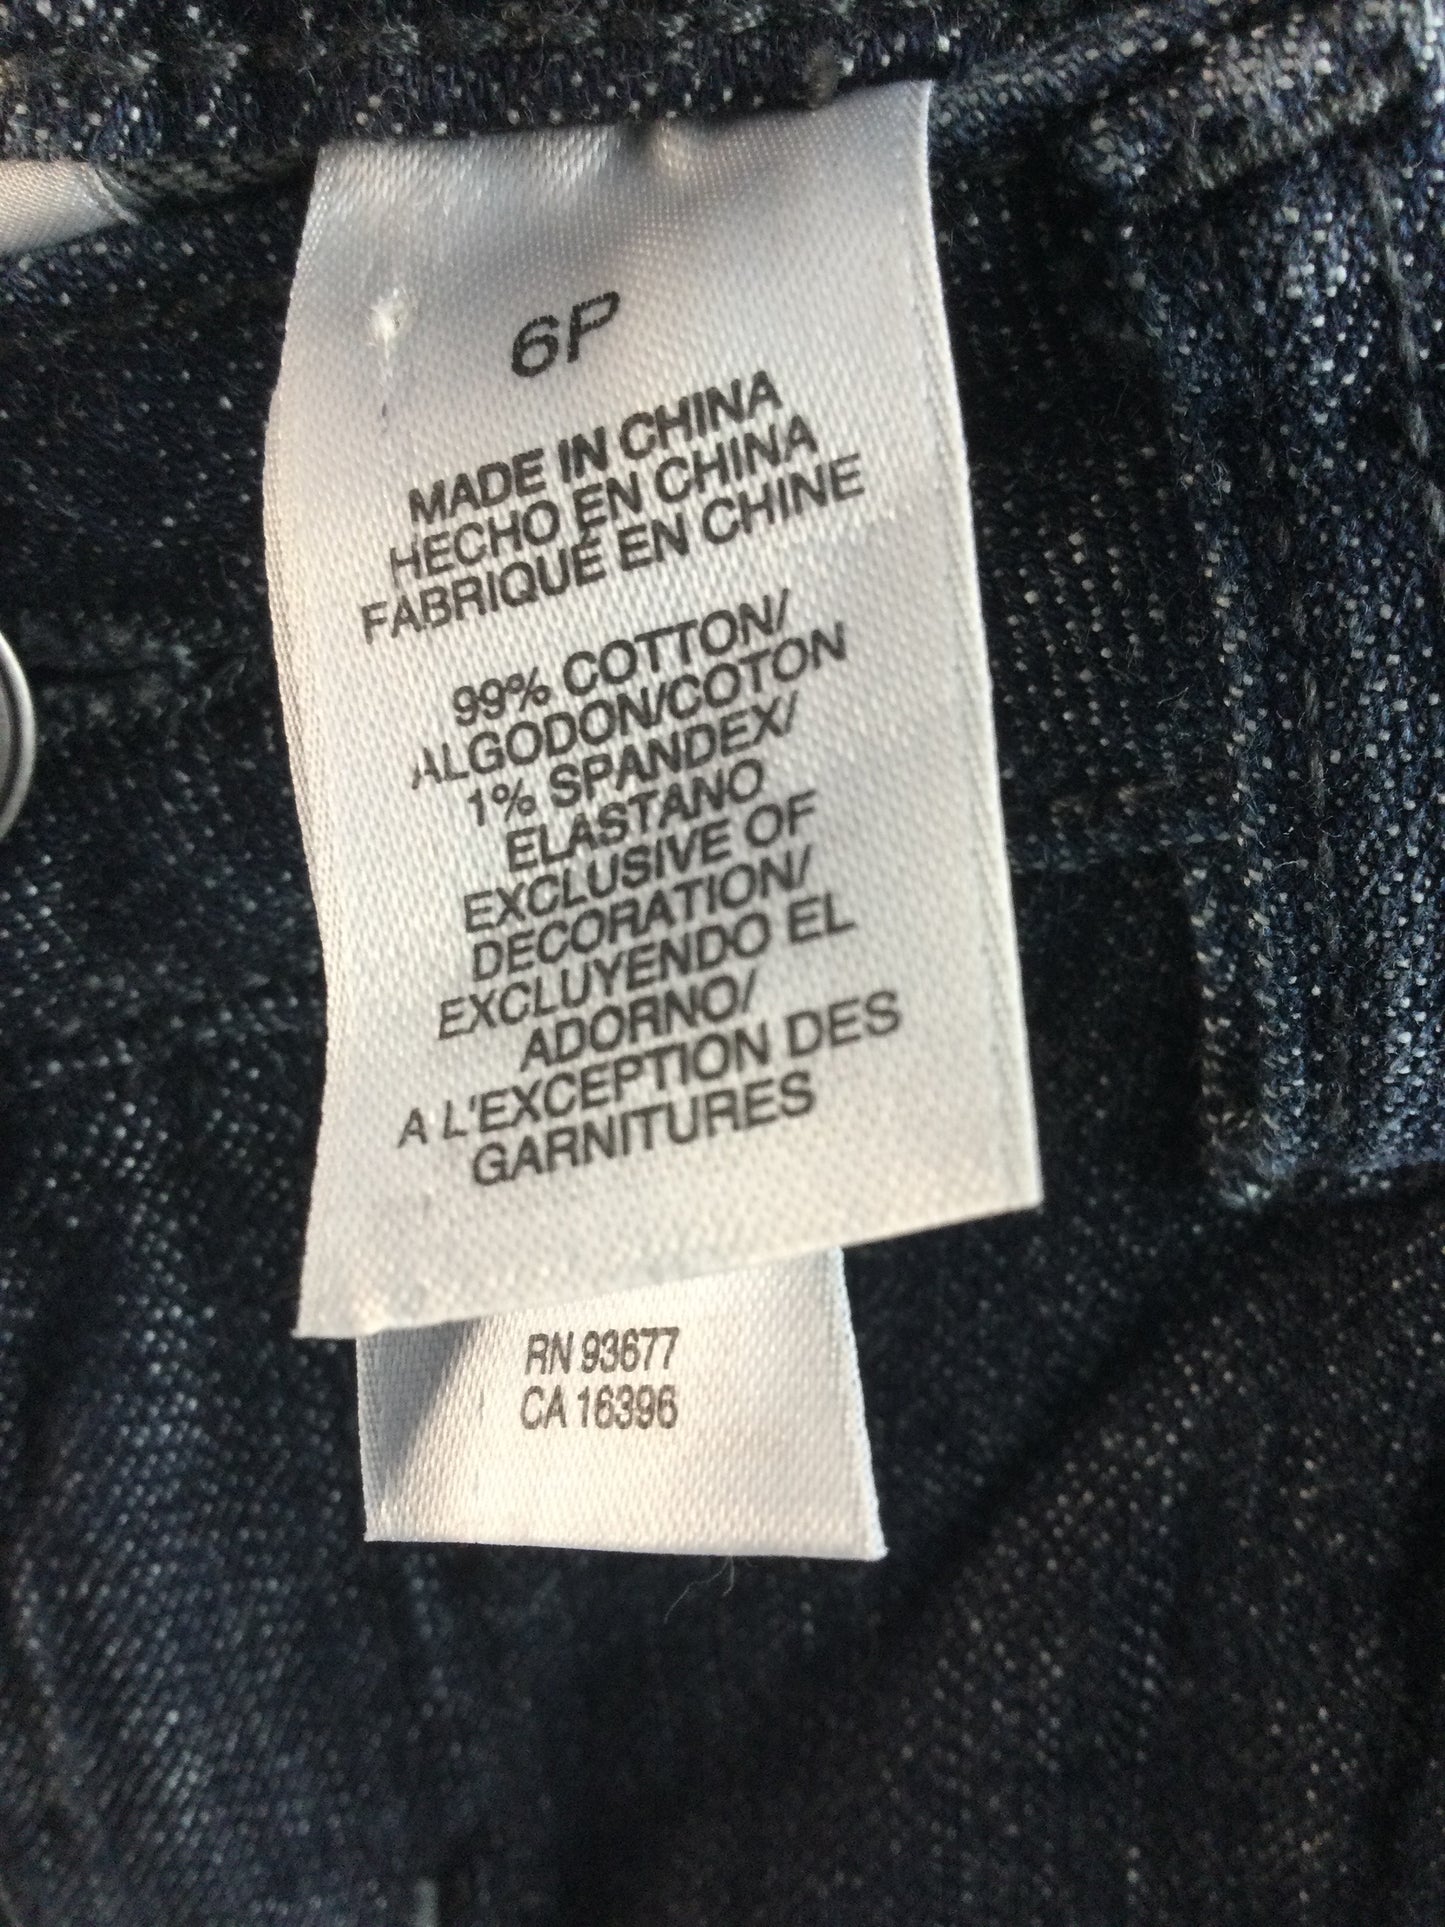 6P
MADE IN CHINA
HECHO EN CHINA
FABRIQUÉ EN CHINE
99% COTTON/
ALGODON/COTON
1% SPANDEX/
ELASTANO
EXCLUSIVE OF
DECORATION/
EXCLUYENDO EL
ADORNO/
A L'EXCEPTION DES
GARNITURES
RN 93677
CA 16396